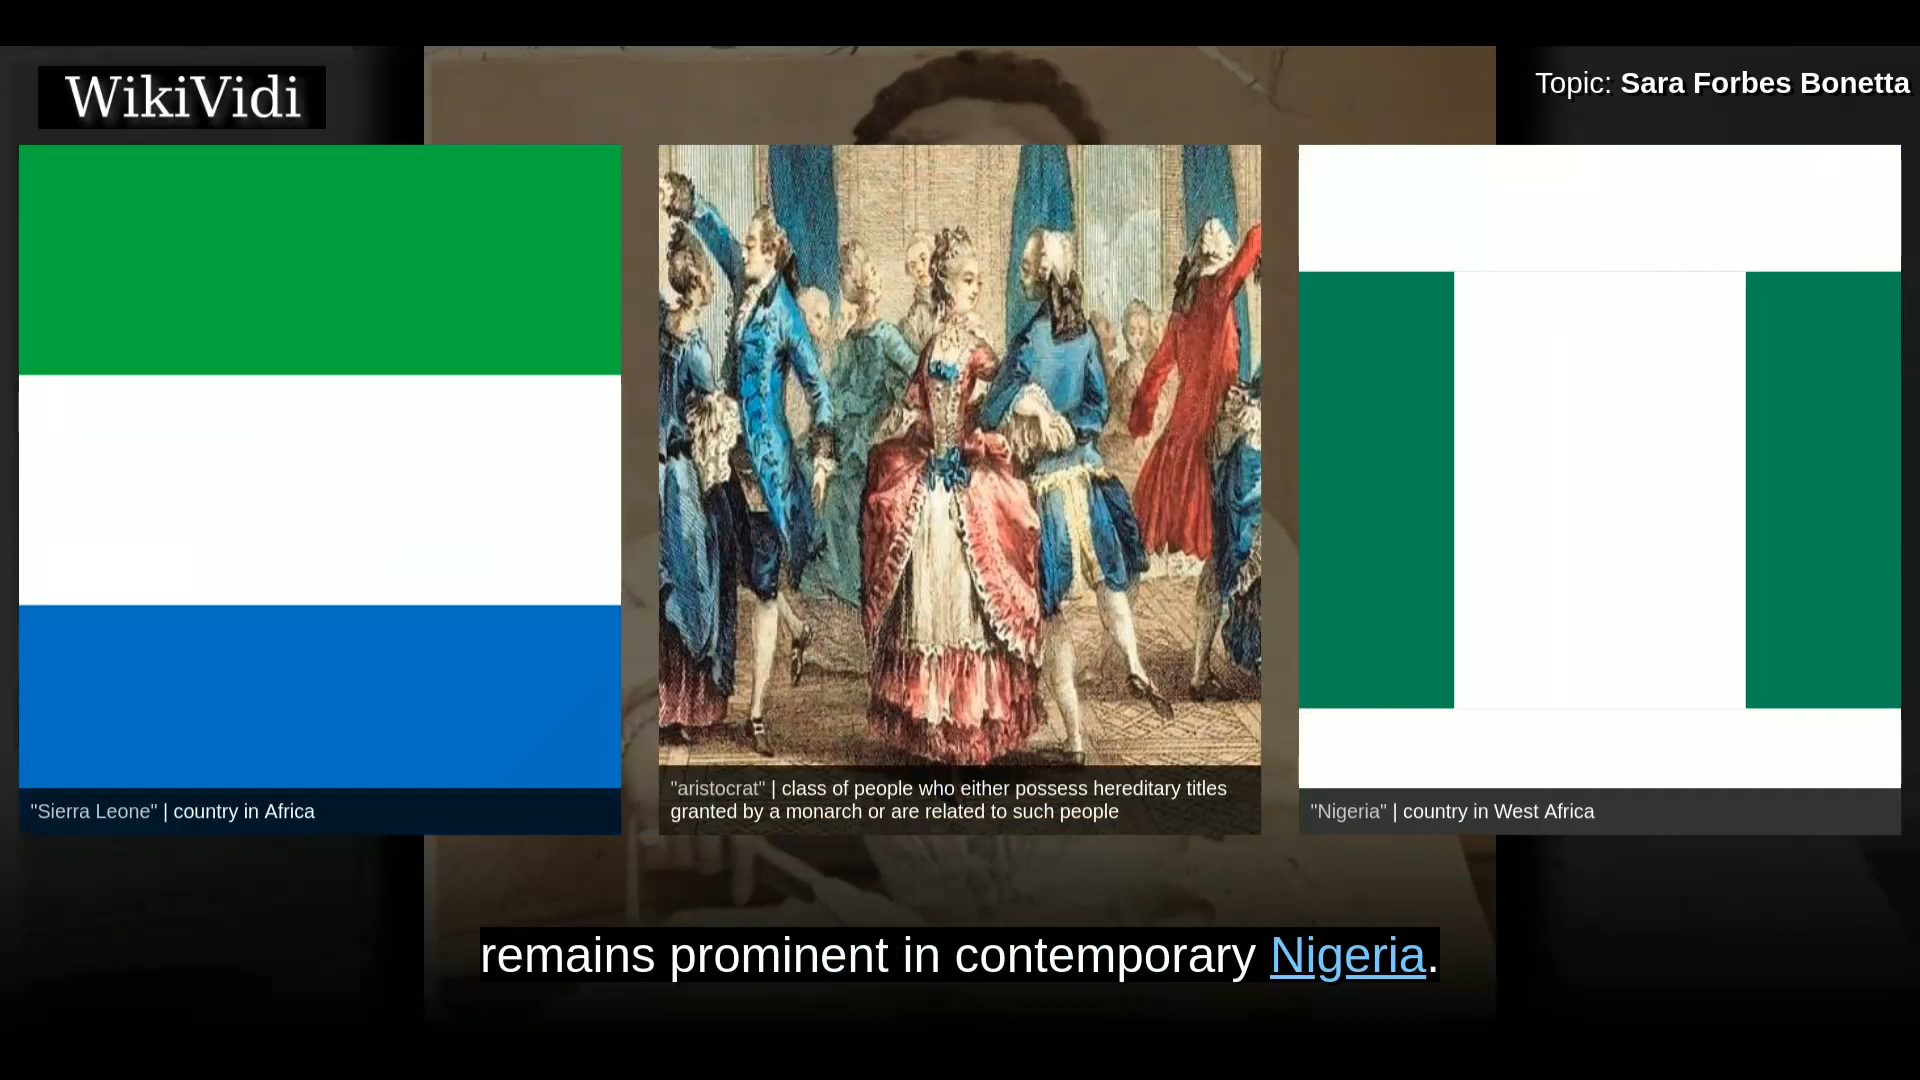 WikiVidi
Topic: Sara Forbes Bonetta
"Sierra Leone" | country in Africa
"aristocrat" | class of people who either possess hereditary titles
granted by a monarch or are related to such people
"Nigeria" | country in West Africa
remains prominent in contemporary Nigeria.